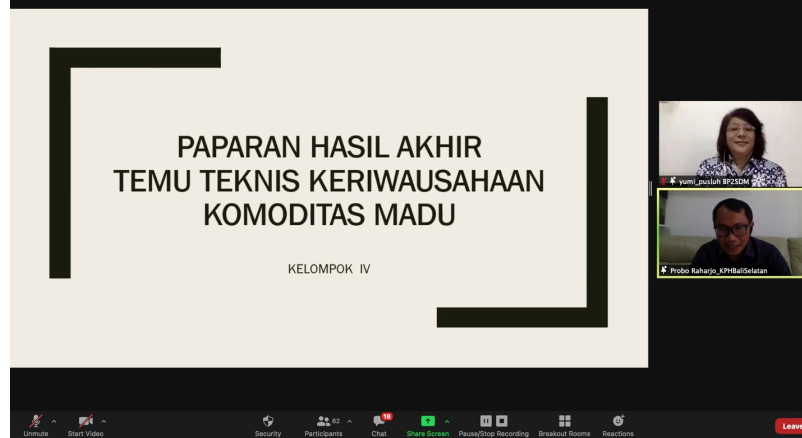 PAPARAN HASIL AKHIR
TEMU TEKNIS KERIWAUSAHAAN
KOMODITAS MADU
KELOMPOK IV
yumi_pusluh BP2SDM
Probo Raharjo_KPHBaliSelatan
Unmute
Start Video
Security
62
Participants
18
Chat
Share Screen
Pause/Stop Recording
Breakout Rooms
Reactions
Leave